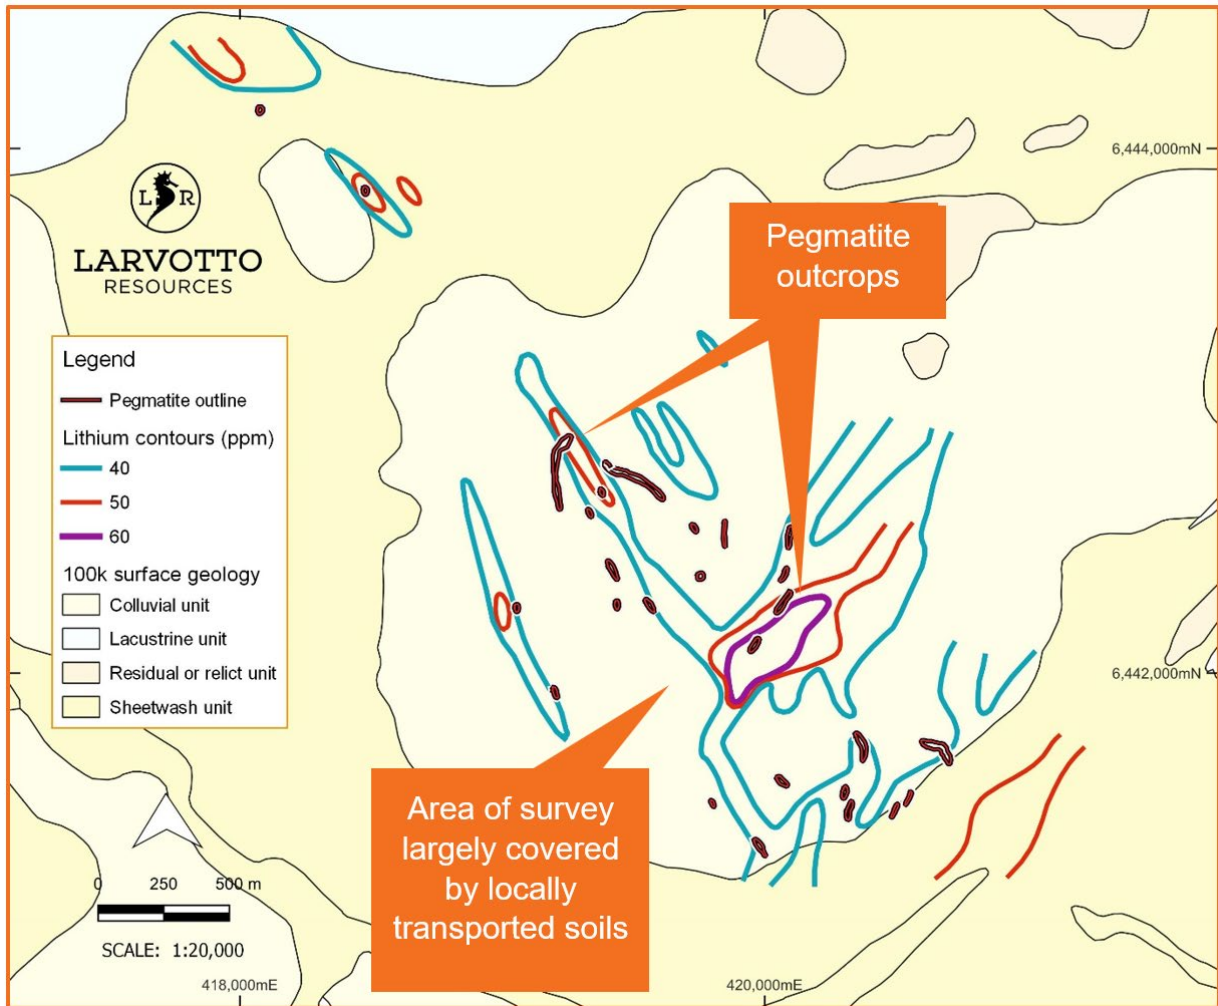 6,444,000mN
L R
LARVOTTO
RESOURCES
Pegmatite
outcrops
Legend
Pegmatite outline
Lithium contours (ppm)
40
50
60
100k surface geology
Colluvial unit
Lacustrine unit
Residual or relict unit
Sheetwash unit
6,442,000mN
Area of survey
largely covered
by locally
transported soils
0 250 500 m
SCALE: 1:20,000
418,000mE
420,000mE